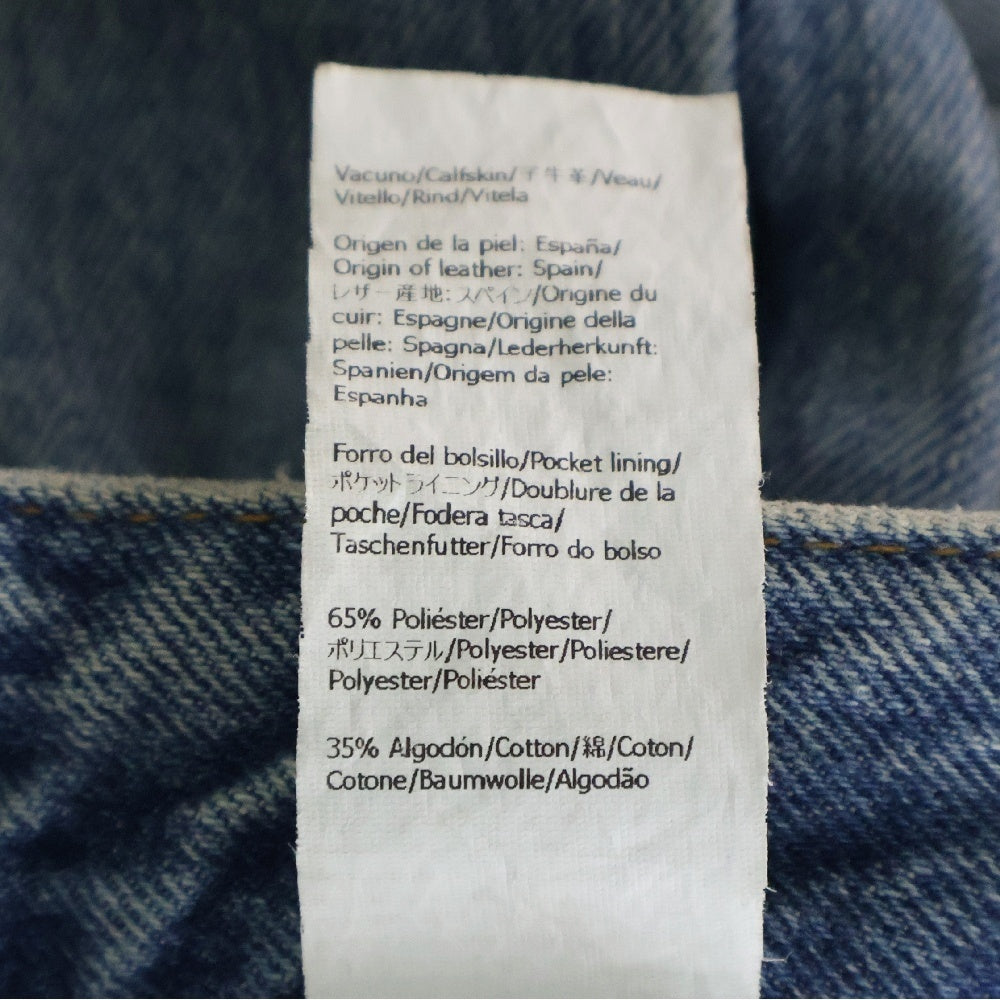 Vacuno/Calfskin/子牛革/Veau/
Vitello/Rind/Vitela
Origen de la piel: España/
Origin of leather: Spain/
レザー産地: スペイン/Origine du
cuir: Espagne/Origine della
pelle: Spagna/Lederherkunft:
Spanien/Origem da pele:
Espanha
Forro del bolsillo/Pocket lining/
ポケットライニング/Doublure de la
poche/Fodera tasca/
Taschenfutter/Forro do bolso
65% Poliéster/Polyester/
ポリエステル/Polyester/Poliestere/
Polyester/Poliéster
35% Algodón/Cotton/綿/Coton/
Cotone/Baumwolle/Algodão